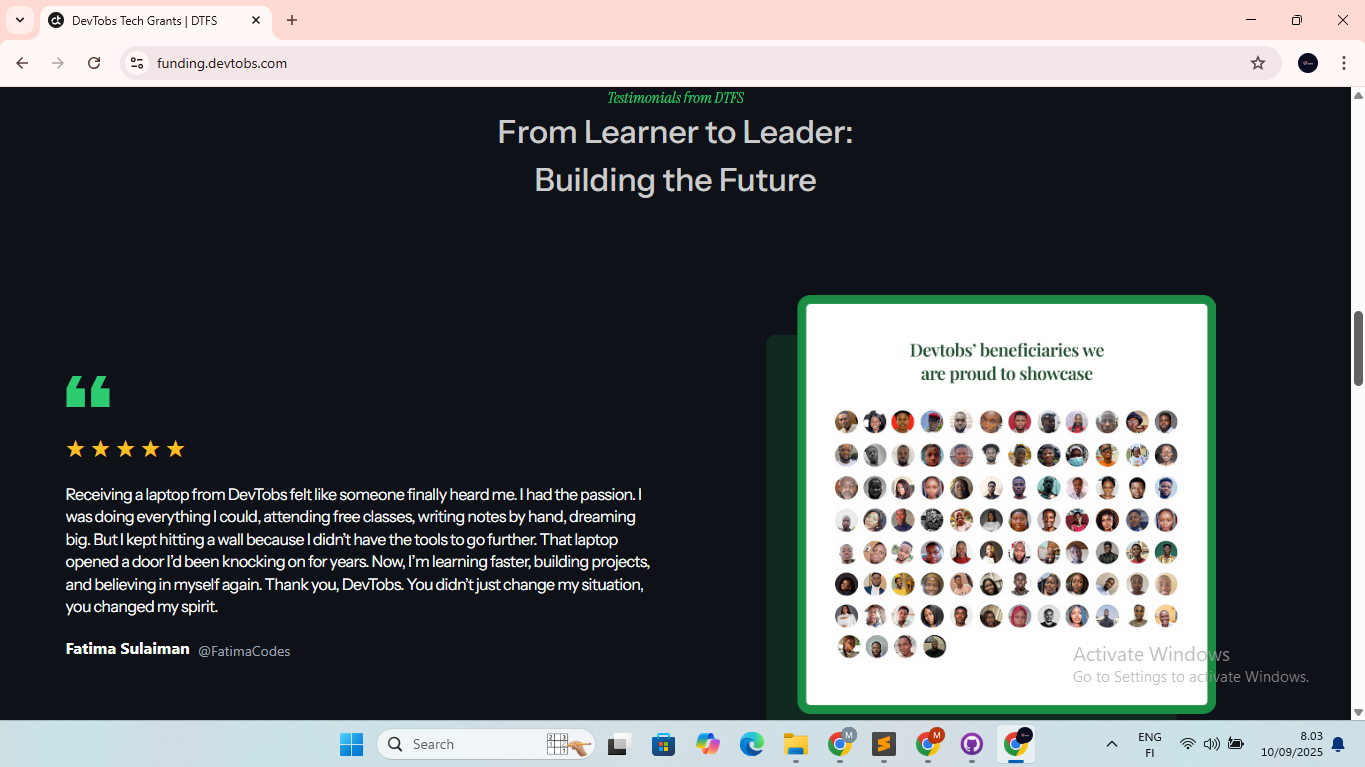 DevTobs Tech Grants | DTFS
funding.devtobs.com
Testimonials from DTFS
From Learner to Leader:
Building the Future
Devtobs' beneficiaries we
are proud to showcase
Receiving a laptop from DevTobs felt like someone finally heard me. I had the passion. I
was doing everything I could, attending free classes, writing notes by hand, dreaming
big. But I kept hitting a wall because I didn't have the tools to go further. That laptop
opened a door I'd been knocking on for years. Now, I'm learning faster, building projects,
and believing in myself again. Thank you, DevTobs. You didn't just change my situation,
you changed my spirit.
Fatima Sulaiman @FatimaCodes
Activate Windows
Go to Settings to activate Windows.
Search
M
M
ENG
FI
8.03
10/09/2025